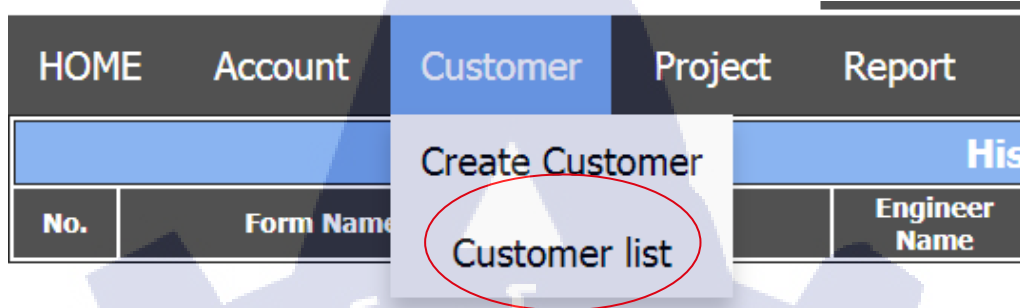 HOME Account Customer Project Report
His
Create Customer
No. Form Name Engineer Name
Customer list